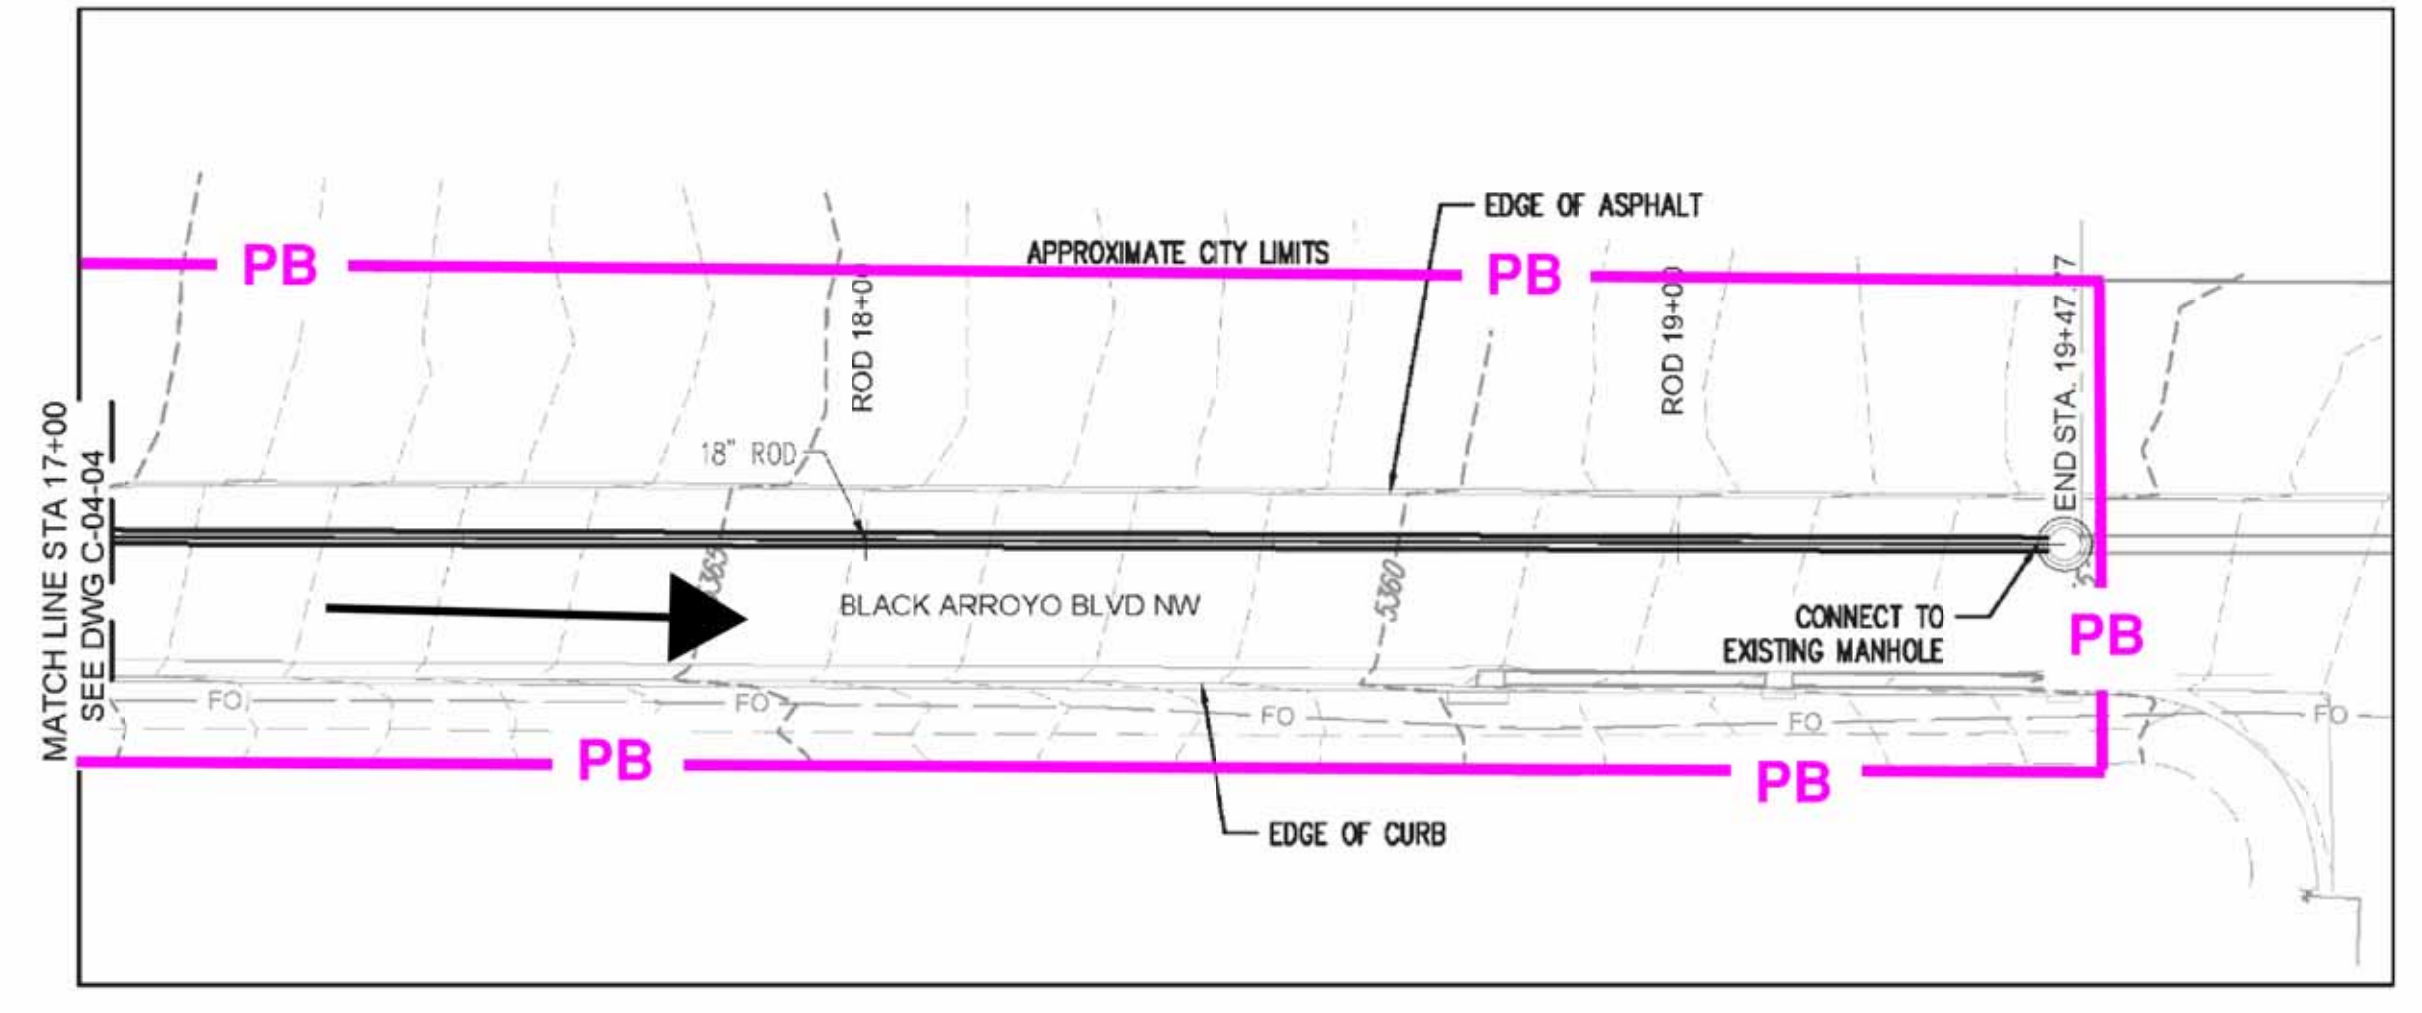 EDGE OF ASPHALT
APPROXIMATE CITY LIMITS
PB
PB
ROD 18+0
ROD 19+0
END STA. 19+47.77
MATCH LINE STA 17+00
SEE DWG C-04-04
18" ROD
5360
BLACK ARROYO BLVD NW
CONNECT TO
EXISTING MANHOLE
PB
FO
FO
FO
FO
FO
PB
PB
EDGE OF CURB